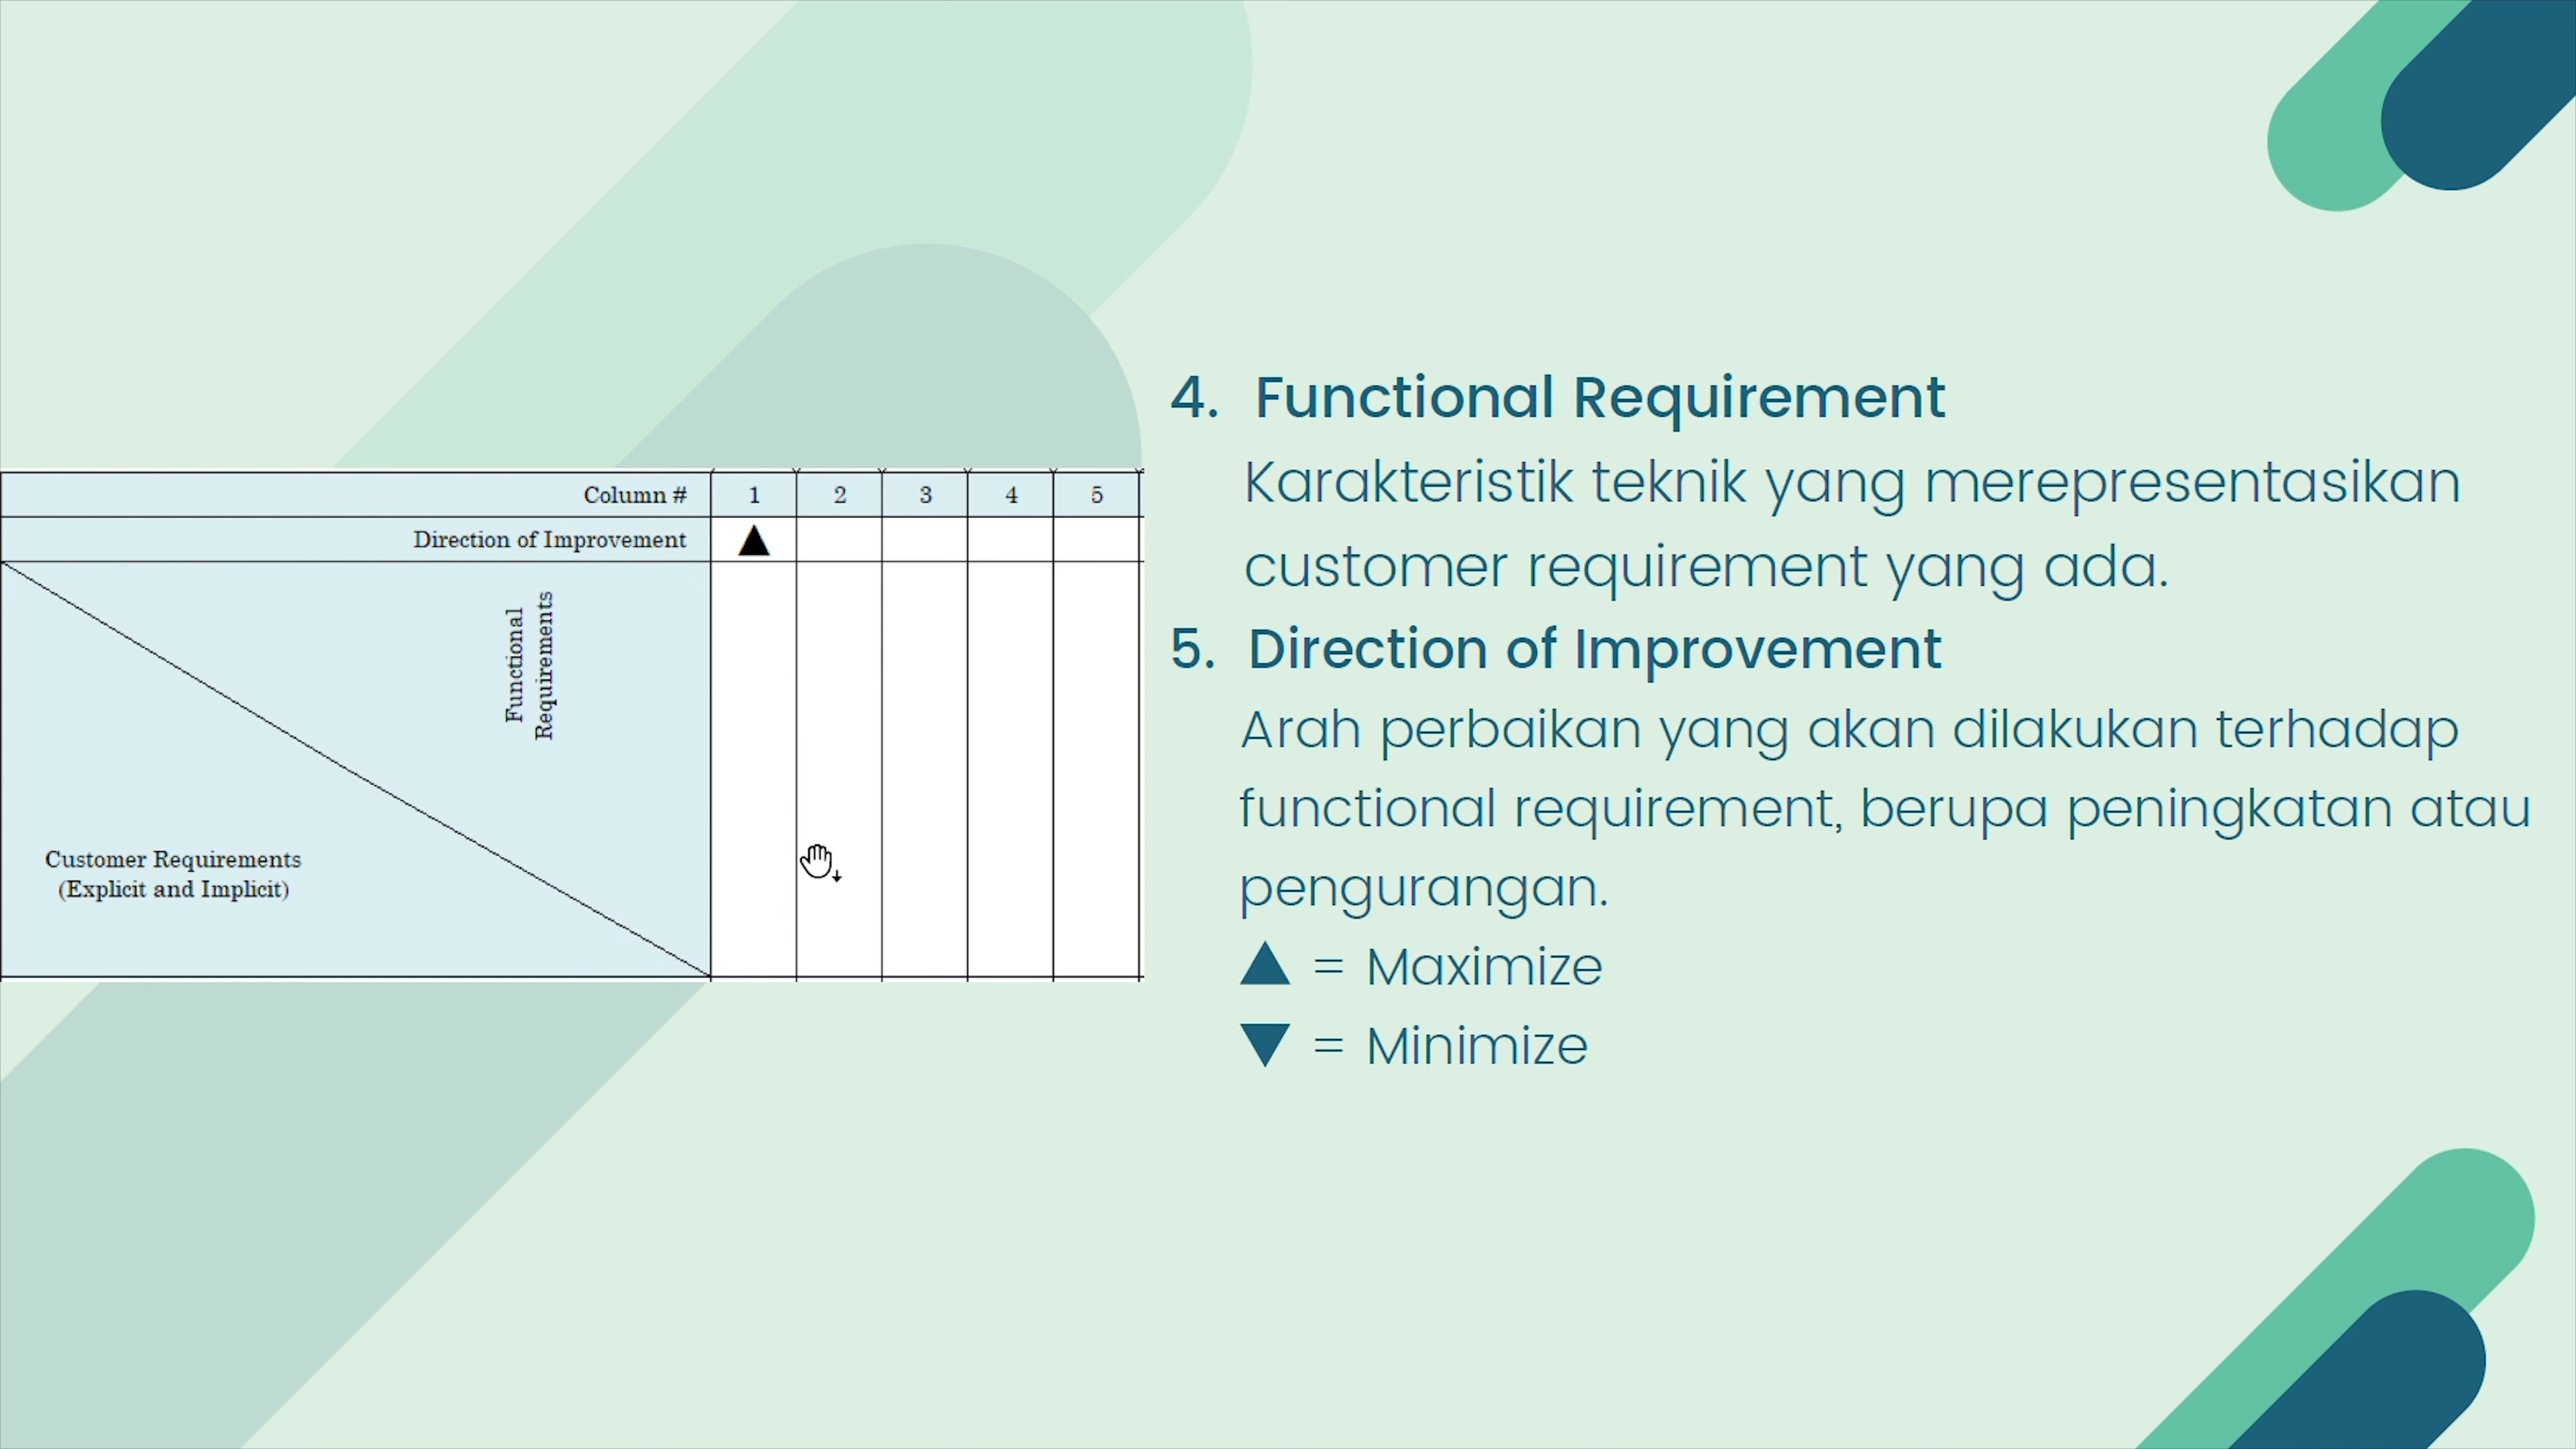 Column # 1 2 3 4 5
Direction of Improvement ▲
Functional
Requirements
Customer Requirements
(Explicit and Implicit)
4. Functional Requirement
Karakteristik teknik yang merepresentasikan
customer requirement yang ada.
5. Direction of Improvement
Arah perbaikan yang akan dilakukan terhadap
functional requirement, berupa peningkatan atau
pengurangan.
▲ = Maximize
▼ = Minimize